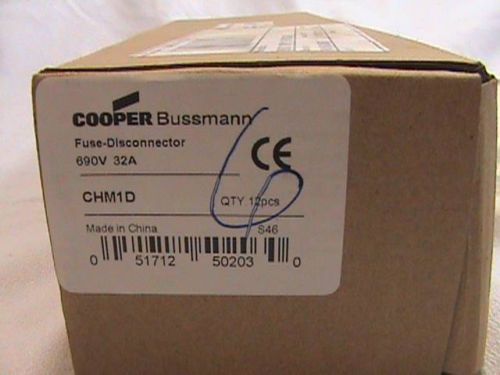 COOPER Bussmann
Fuse-Disconnector
690V 32A
CE
CHM1D QTY 12pcs
Made in China S46
0 51712 50203 0